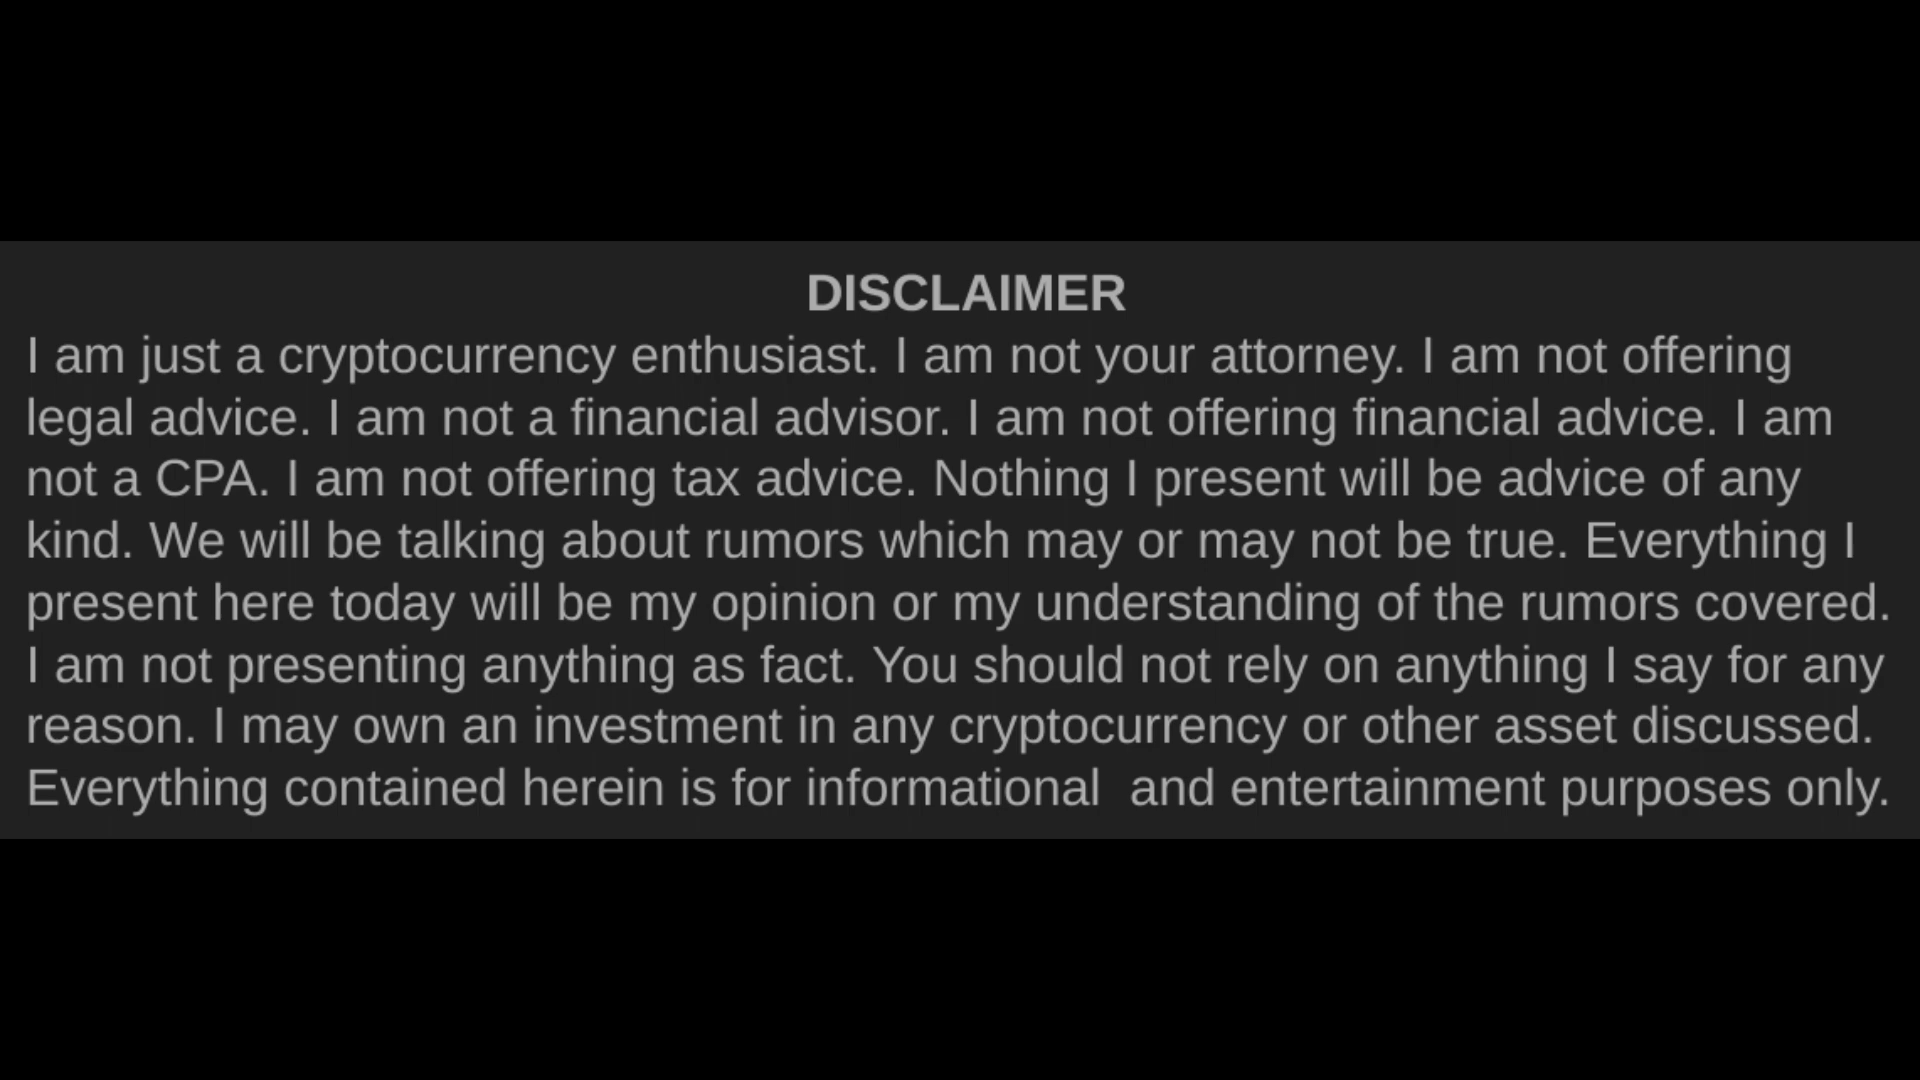 DISCLAIMER
I am just a cryptocurrency enthusiast. I am not your attorney. I am not offering
legal advice. I am not a financial advisor. I am not offering financial advice. I am
not a CPA. I am not offering tax advice. Nothing I present will be advice of any
kind. We will be talking about rumors which may or may not be true. Everything I
present here today will be my opinion or my understanding of the rumors covered.
I am not presenting anything as fact. You should not rely on anything I say for any
reason. I may own an investment in any cryptocurrency or other asset discussed.
Everything contained herein is for informational  and entertainment purposes only.